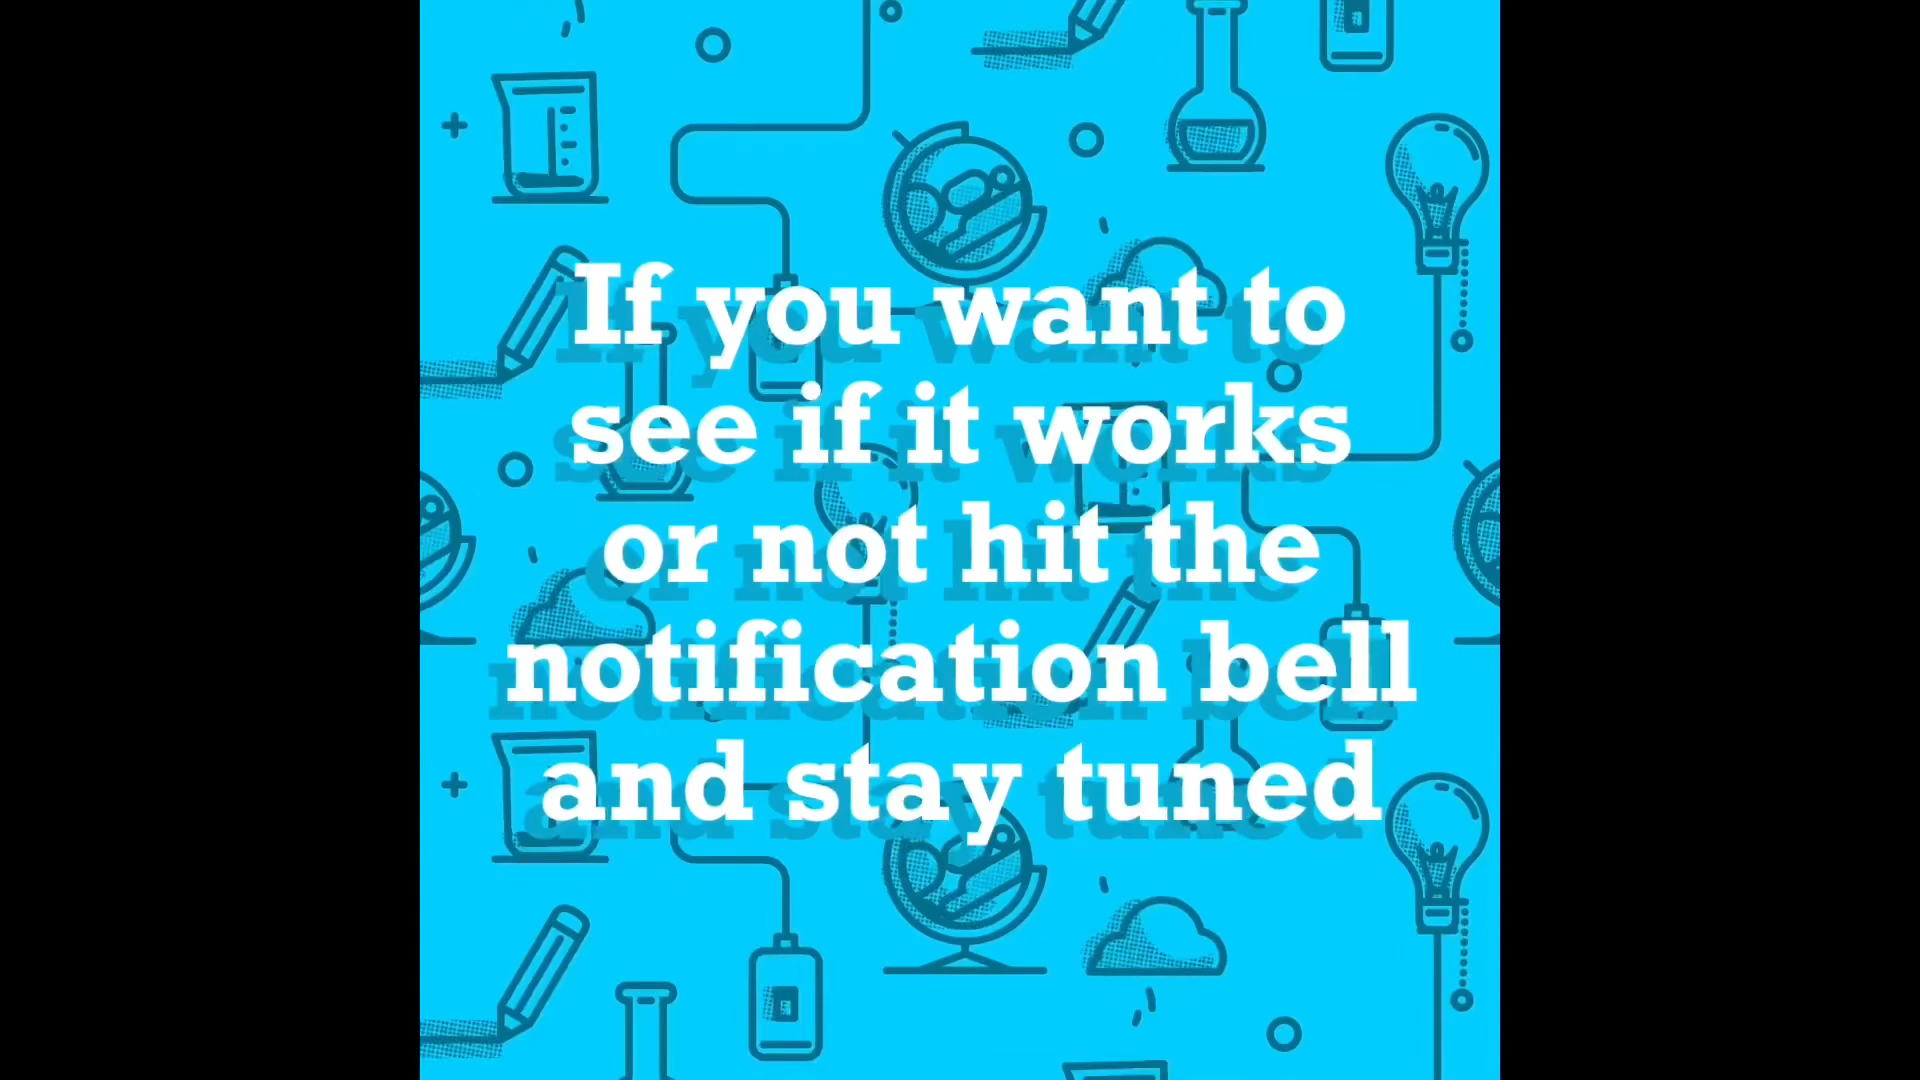 If you want to
see if it works
or not hit the
notification bell
and stay tuned